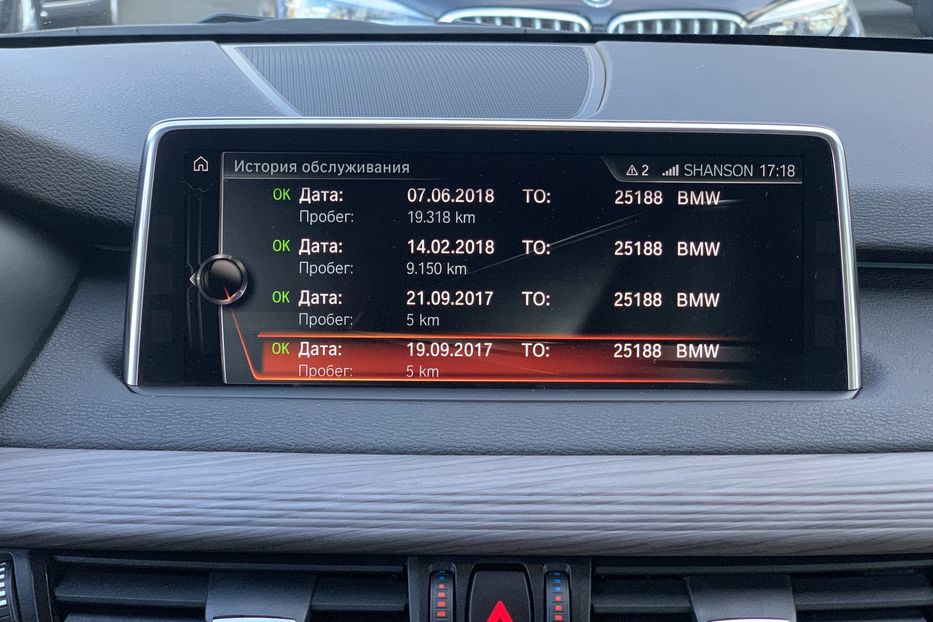 История обслуживания 2 SHANSON 17:18
OK Дата: 07.06.2018 ТО: 25188 BMW
Пробег: 19.318 km
OK Дата: 14.02.2018 ТО: 25188 BMW
Пробег: 9.150 km
OK Дата: 21.09.2017 ТО: 25188 BMW
Пробег: 5 km
OK Дата: 19.09.2017 ТО: 25188 BMW
Пробег: 5 km